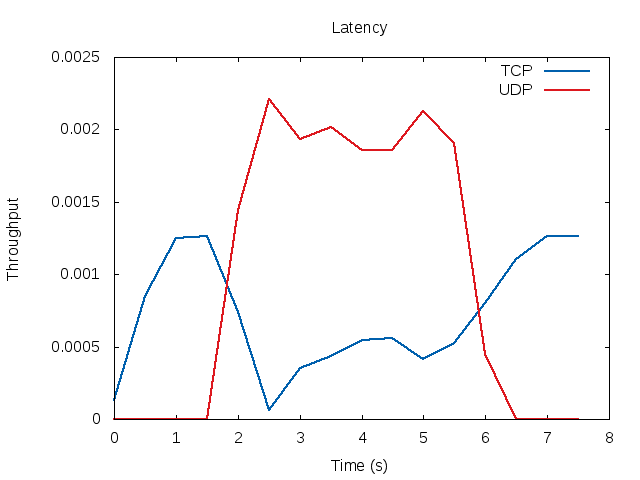 Latency
0.0025
0.002
0.0015
0.001
0.0005
0
Throughput
TCP
UDP
0 1 2 3 4 5 6 7 8
Time (s)